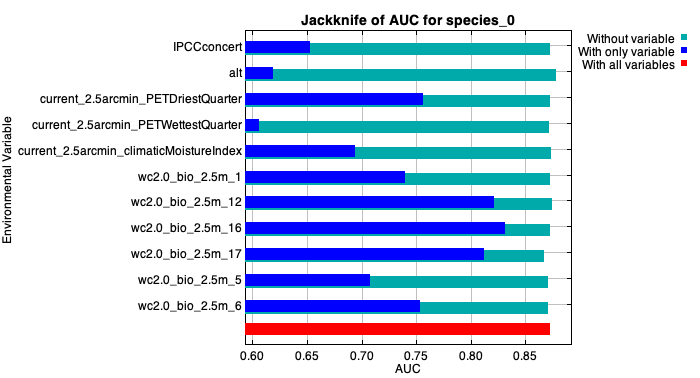 Jackknife of AUC for species_0
Without variable
With only variable
With all variables
Environmental Variable
IPCCconcert
alt
current_2.5arcmin_PETDriestQuarter
current_2.5arcmin_PETWettestQuarter
current_2.5arcmin_climaticMoistureIndex
wc2.0_bio_2.5m_1
wc2.0_bio_2.5m_12
wc2.0_bio_2.5m_16
wc2.0_bio_2.5m_17
wc2.0_bio_2.5m_5
wc2.0_bio_2.5m_6
0.60 0.65 0.70 0.75 0.80 0.85
AUC